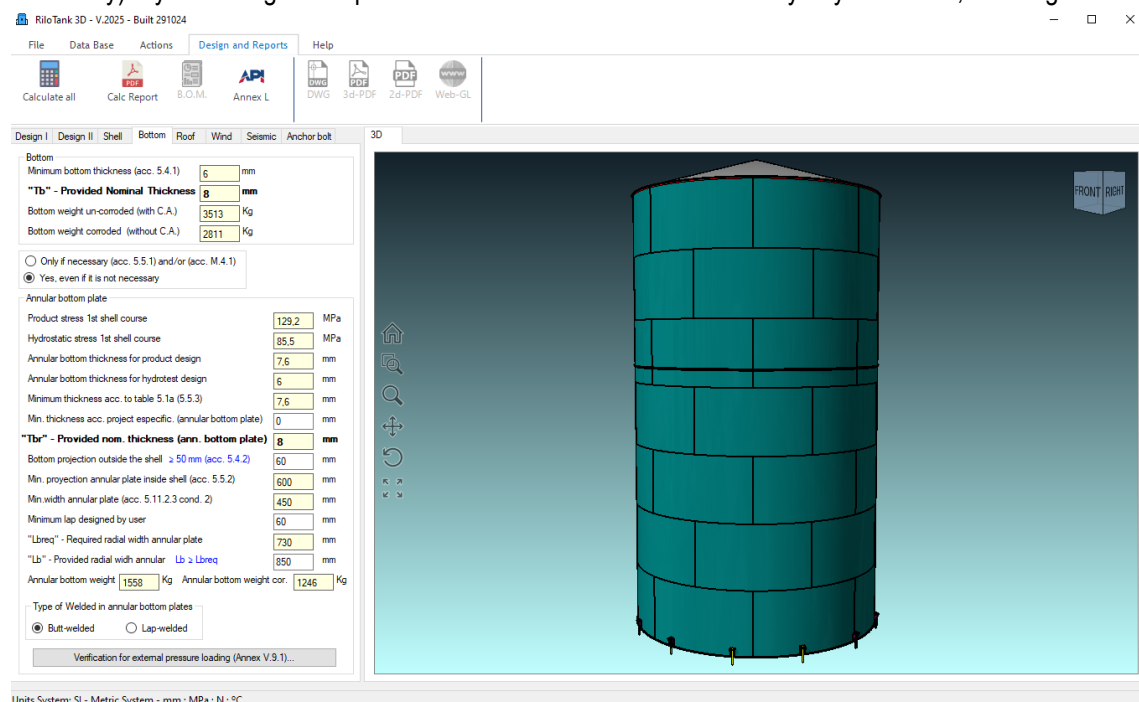 RiloTank 3D - V.2025 - Built 291024
File Data Base Actions Design and Reports Help
Calculate all Calc Report B.O.M. Annex L DWG 3d-PDF 2d-PDF Web-GL
Design I Design II Shell Bottom Roof Wind Seismic Anchor bolt 3D
Bottom
Minimum bottom thickness (acc. 5.4.1) 6 mm
"Tb" - Provided Nominal Thickness 8 mm
Bottom weight un-corroded (with C.A.) 3513 Kg
Bottom weight corroded (without C.A.) 2811 Kg
Only if necessary (acc. 5.5.1) and/or (acc. M.4.1)
Yes, even if it is not necessary
Annular bottom plate
Product stress 1st shell course 129,2 MPa
Hydrostatic stress 1st shell course 85,5 MPa
Annular bottom thickness for product design 7,6 mm
Annular bottom thickness for hydrotest design 6 mm
Minimum thickness acc. to table 5.1a (5.5.3) 7,6 mm
Min. thickness acc. project especific. (annular bottom plate) 0 mm
"Tbr" - Provided nom. thickness (ann. bottom plate) 8 mm
Bottom projection outside the shell ≥ 50 mm (acc. 5.4.2) 60 mm
Min. proyection annular plate inside shell (acc. 5.5.2) 600 mm
Min.width annular plate (acc. 5.11.2.3 cond. 2) 450 mm
Minimum lap designed by user 60 mm
"Lbreq" - Required radial width annular plate 730 mm
"Lb" - Provided radial widh annular Lb ≥ Lbreq 850 mm
Annular bottom weight 1558 Kg Annular bottom weight cor. 1246 Kg
Type of Welded in annular bottom plates
Butt-welded Lap-welded
Verification for external pressure loading (Annex V.9.1)...
FRONT RIGHT
Units System: SI - Metric System - mm ; MPa ; N ; ºC